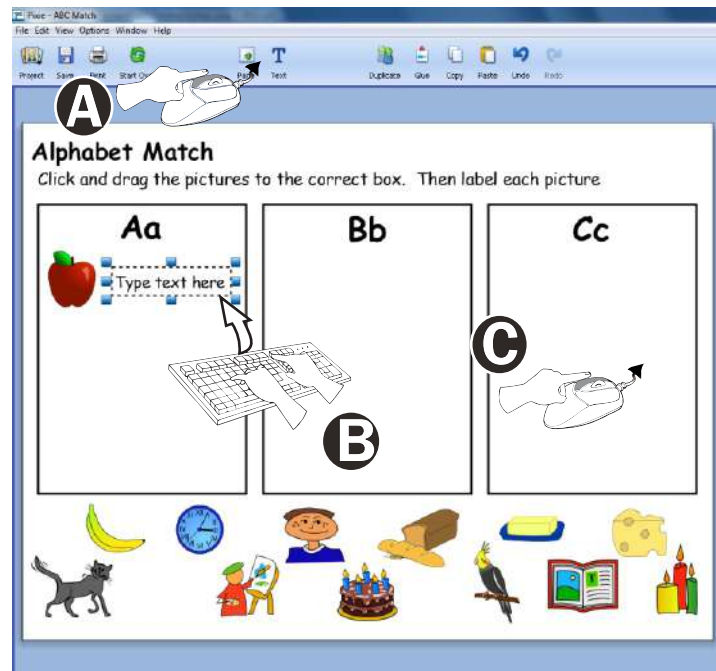 Pixie - ABC Match
File Edit View Options Window Help
Project Save Print Start Over Page Text Duplicate Glue Copy Paste Undo Redo
A
Alphabet Match
Click and drag the pictures to the correct box. Then label each picture
Aa Bb Cc
Type text here
C
B